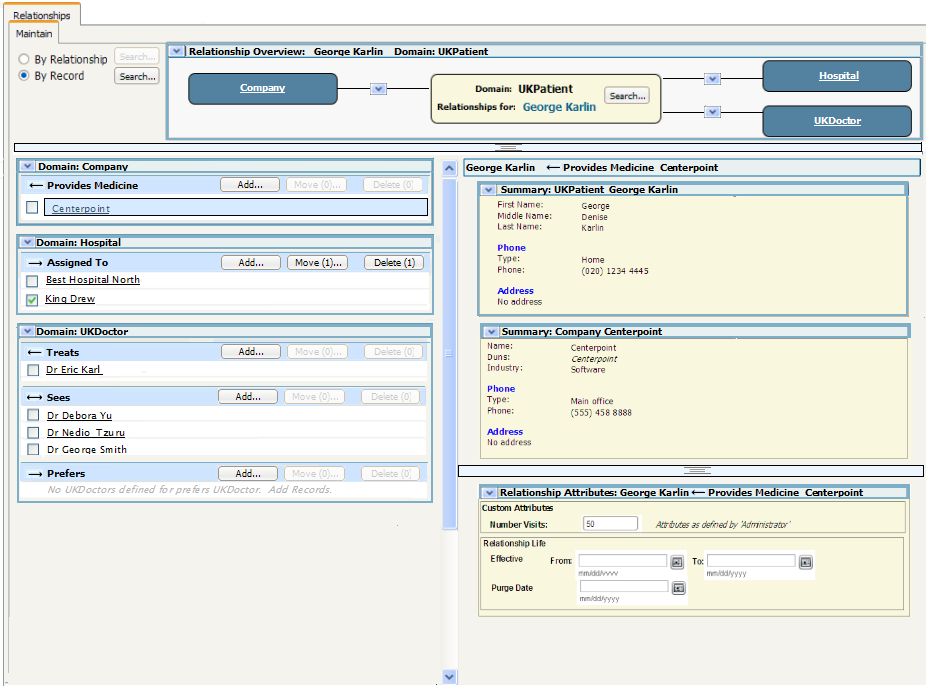 Relationships
Maintain
By Relationship Search...
By Record Search...
Relationship Overview: George Karlin Domain: UKPatient
Company
Domain: UKPatient
Relationships for: George Karlin
Search...
Hospital
UKDoctor
Domain: Company
← Provides Medicine Add... Move (0)... Delete (0)
Centerpoint
Domain: Hospital
→ Assigned To Add... Move (1)... Delete (1)
Best Hospital North
King Drew
Domain: UKDoctor
← Treats Add... Move (0)... Delete (0)
Dr Eric Karl
↔ Sees Add... Move (0)... Delete (0)
Dr Debora Yu
Dr Nedio Tzuru
Dr George Smith
→ Prefers Add... Move (0)... Delete (0)
No UKDoctors defined for prefers UKDoctor. Add Records.
George Karlin ← Provides Medicine Centerpoint
Summary: UKPatient George Karlin
First Name: George
Middle Name: Denise
Last Name: Karlin
Phone
Type: Home
Phone: (020) 1234 4445
Address
No address
Summary: Company Centerpoint
Name: Centerpoint
Duns: Centerpoint
Industry: Software
Phone
Type: Main office
Phone: (555) 458 8888
Address
No address
Relationship Attributes: George Karlin ← Provides Medicine Centerpoint
Custom Attributes
Number Visits: 50 Attributes as defined by 'Administrator'
Relationship Life
Effective From: To:
mm/dd/yyyy mm/dd/yyyy
Purge Date
mm/dd/yyyy